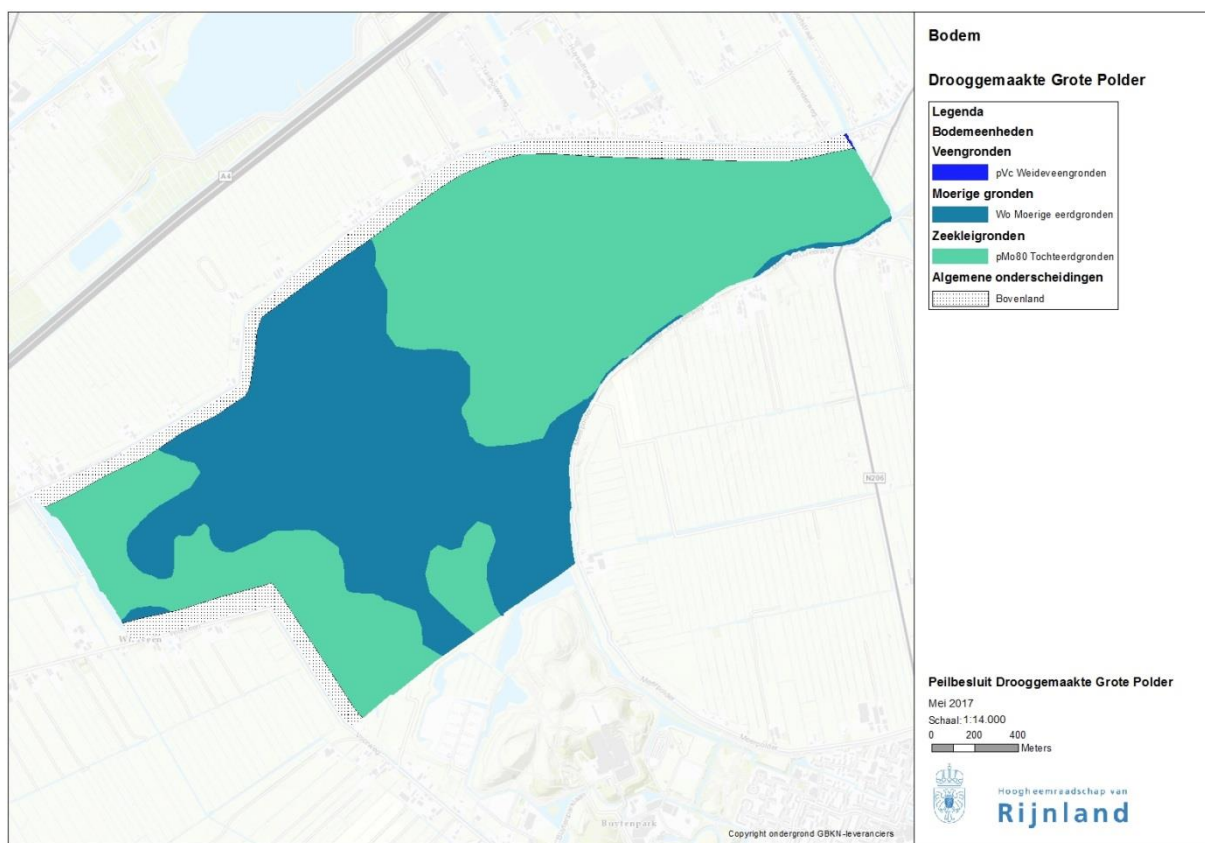 Bodem
Drooggemaakte Grote Polder
Legenda
Bodemeenheden
Veengronden
pVc Weideveengronden
Moerige gronden
Wo Moerige eerdgronden
Zeekleigronden
pMo80 Tochteerdgronden
Algemene onderscheidingen
Bovenland
A4
N206
Meerpolder
Buytenpark
Copyright ondergrond GBKN-leveranciers
Peilbesluit Drooggemaakte Grote Polder
Mei 2017
Schaal: 1:14.000
0 200 400
Meters
Hoogheemraadschap van
Rijnland